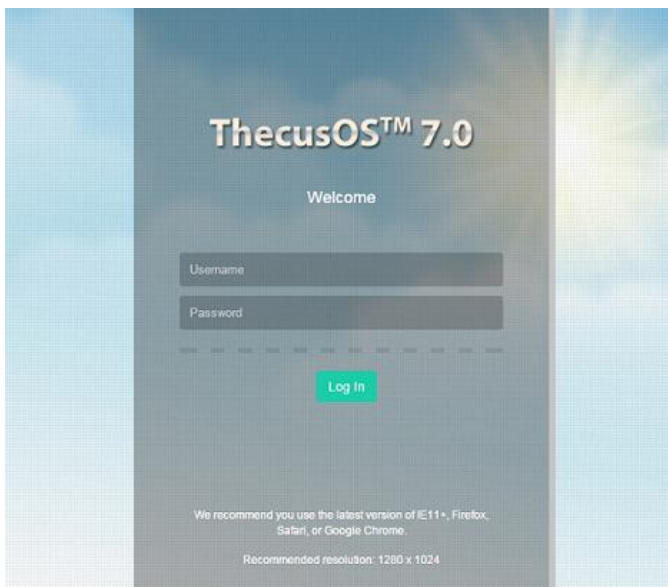 ThecusOS™ 7.0
Welcome
Username
Password
Log In
We recommend you use the latest version of IE11+, Firefox,
Safari, or Google Chrome.
Recommended resolution: 1280 x 1024